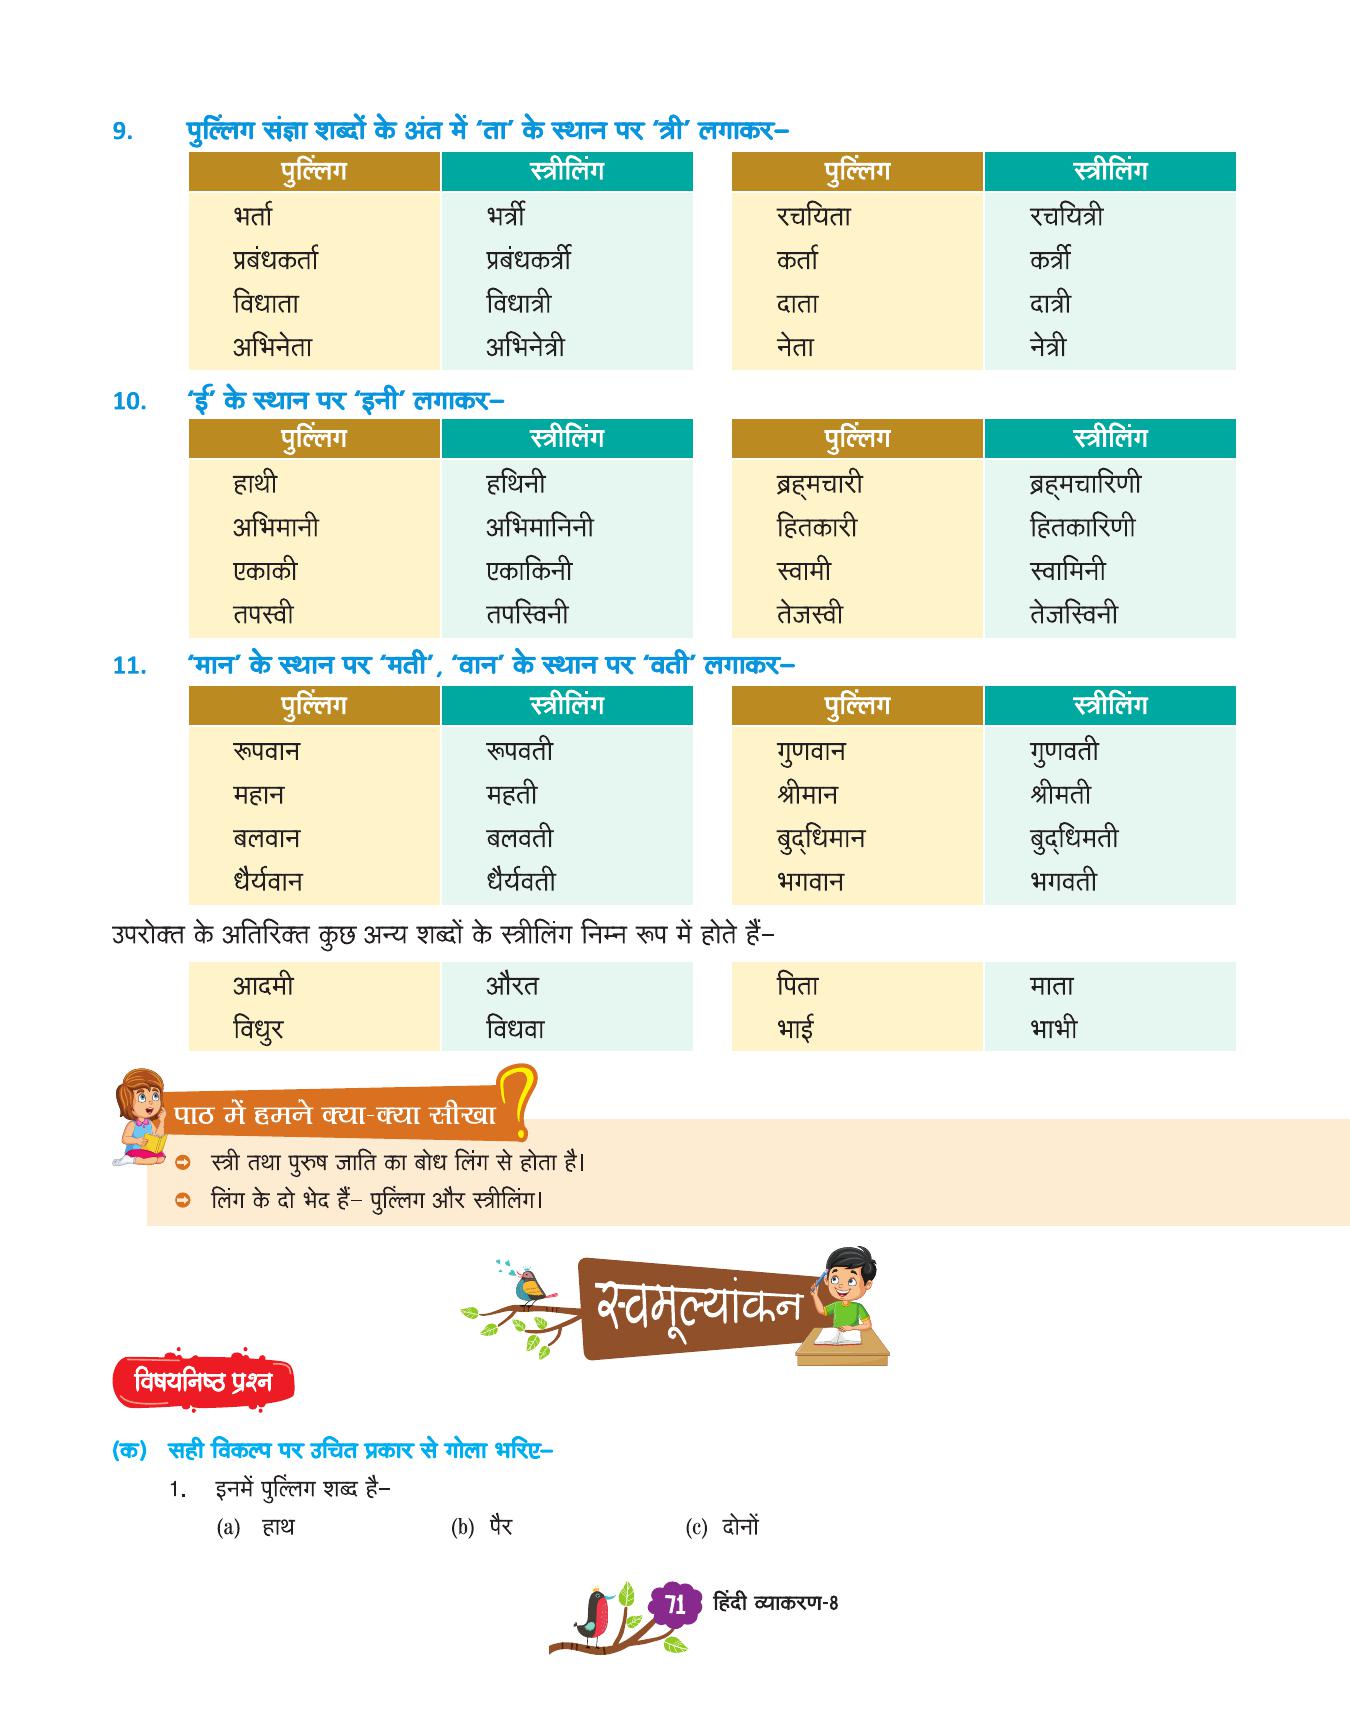 9. पुल्लिंग संज्ञा शब्दों के अंत में ‘ता’ के स्थान पर ‘त्री’ लगाकर–
पुल्लिंग स्त्रीलिंग पुल्लिंग स्त्रीलिंग
भर्ता भर्त्री रचयिता रचयित्री
प्रबंधकर्ता प्रबंधकर्त्री कर्ता कर्त्री
विधाता विधात्री दाता दात्री
अभिनेता अभिनेत्री नेता नेत्री
10. ‘ई’ के स्थान पर ‘इनी’ लगाकर–
पुल्लिंग स्त्रीलिंग पुल्लिंग स्त्रीलिंग
हाथी हथिनी ब्रह्‌मचारी ब्रह्‌मचारिणी
अभिमानी अभिमानिनी हितकारी हितकारिणी
एकाकी एकाकिनी स्वामी स्वामिनी
तपस्वी तपस्विनी तेजस्वी तेजस्विनी
11. ‘मान’ के स्थान पर ‘मती’, ‘वान’ के स्थान पर ‘वती’ लगाकर–
पुल्लिंग स्त्रीलिंग पुल्लिंग स्त्रीलिंग
रूपवान रूपवती गुणवान गुणवती
महान महती श्रीमान श्रीमती
बलवान बलवती बुद्‌धिमान बुद्‌धिमती
धैर्यवान धैर्यवती भगवान भगवती
उपरोक्त के अतिरिक्त कुछ अन्य शब्दों के स्त्रीलिंग निम्न रूप में होते हैं–
आदमी औरत पिता माता
विधुर विधवा भाई भाभी
पाठ में हमने क्या-क्या सीखा ?
स्त्री तथा पुरुष जाति का बोध लिंग से होता है।
लिंग के दो भेद हैं– पुल्लिंग और स्त्रीलिंग।
स्वमूल्यांकन
विषयनिष्ठ प्रश्न
(क) सही विकल्प पर उचित प्रकार से गोला भरिए–
1. इनमें पुल्लिंग शब्द है–
(a) हाथ (b) पैर (c) दोनों
71 हिंदी व्याकरण-8